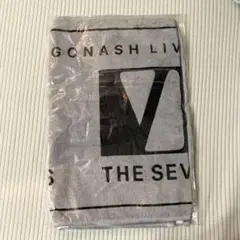 GONASH LIV
V
S
THE SEV